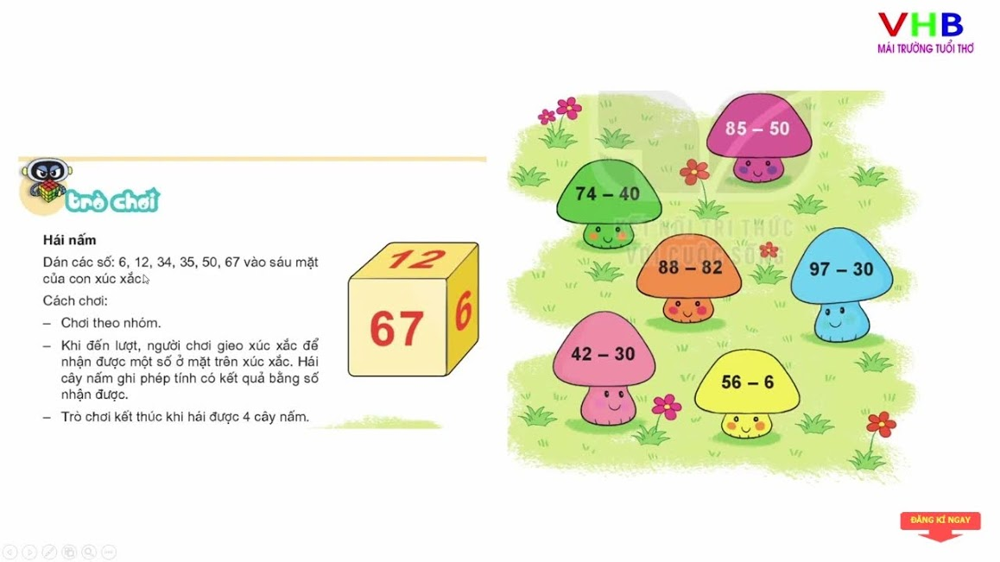 VHB
MÁI TRƯỜNG TUỔI THƠ
trò chơi
Hái nấm
Dán các số: 6, 12, 34, 35, 50, 67 vào sáu mặt
của con xúc xắc.
Cách chơi:
– Chơi theo nhóm.
– Khi đến lượt, người chơi gieo xúc xắc để
nhận được một số ở mặt trên xúc xắc. Hái
cây nấm ghi phép tính có kết quả bằng số
nhận được.
– Trò chơi kết thúc khi hái được 4 cây nấm.
12
67
6
85 – 50
74 – 40
KẾT NỐI TRI THỨC
VỚI CUỘC SỐNG
88 – 82
97 – 30
42 – 30
56 – 6
ĐĂNG KÍ NGAY